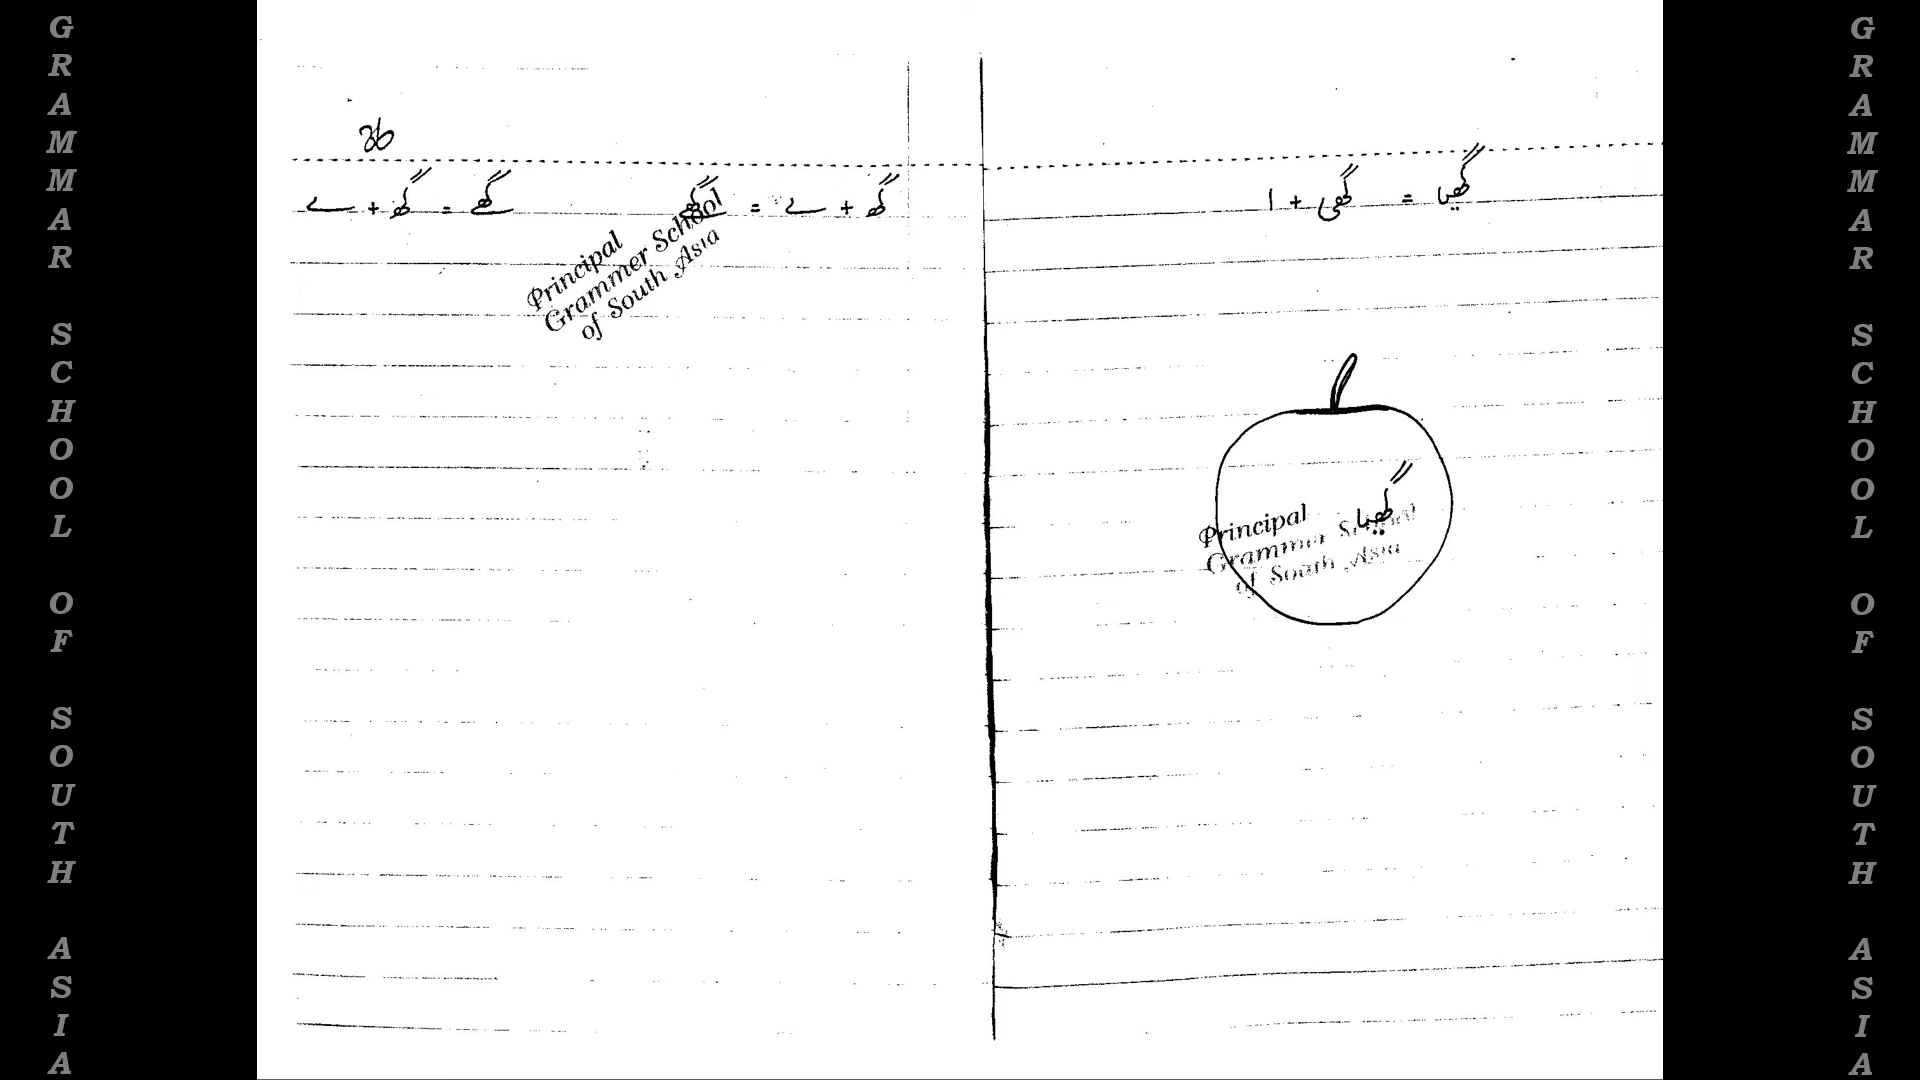 GRAMMAR SCHOOL OF SOUTH ASIA
36
گھ + ے = گھے
گھ + ے = گھے
Principal
Grammer School
of South Asia
گھیا = گھی + ا
گھیا
Principal
Grammer School
of South Asia
GRAMMAR SCHOOL OF SOUTH ASIA